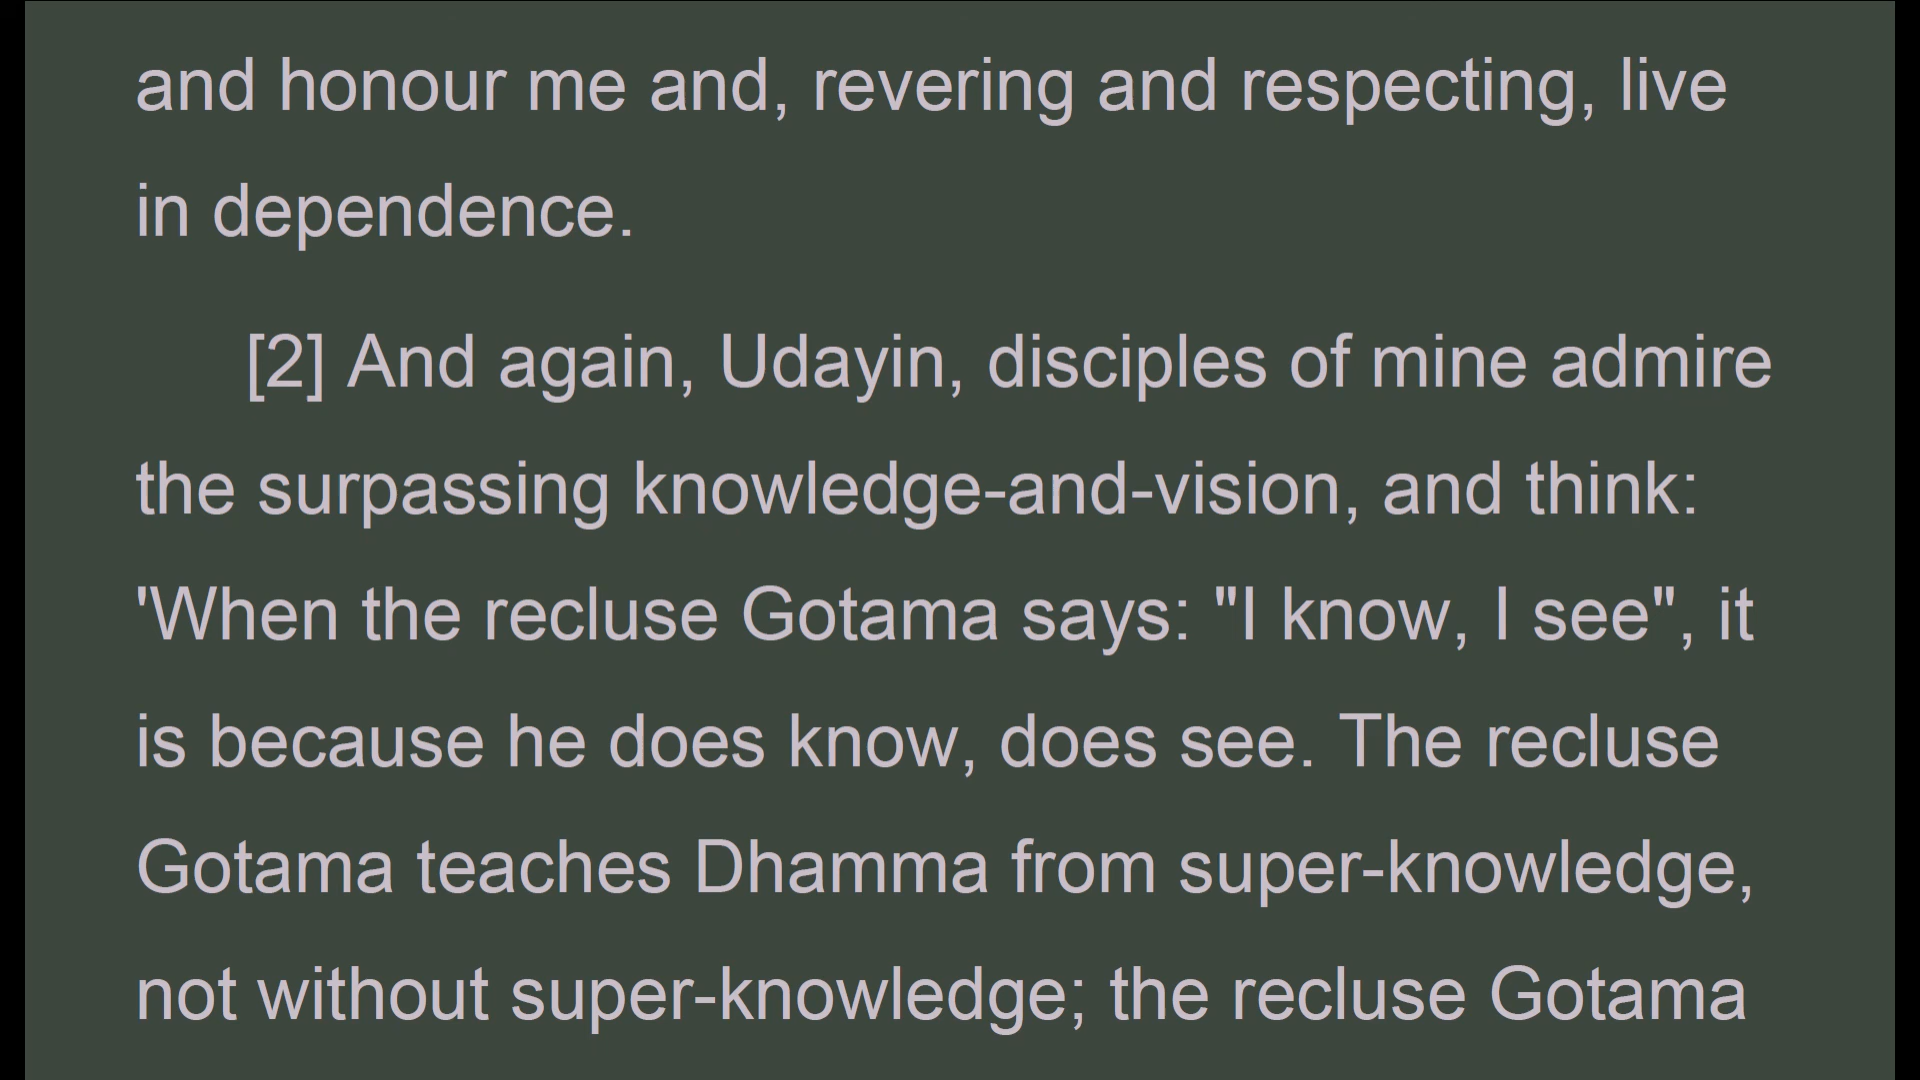 and honour me and, revering and respecting, live
in dependence.
[2] And again, Udayin, disciples of mine admire
the surpassing knowledge-and-vision, and think:
'When the recluse Gotama says: "I know, I see", it
is because he does know, does see. The recluse
Gotama teaches Dhamma from super-knowledge,
not without super-knowledge; the recluse Gotama